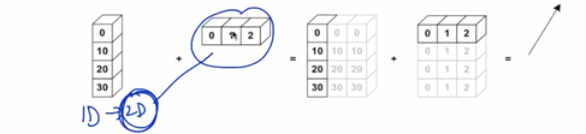 0 0 1 2 0 0 0 0 1 2
10 + = 10 10 10 + 0 1 2 =
20 20 20 20 0 1 2
30 30 30 30 0 1 2
1D → 2D